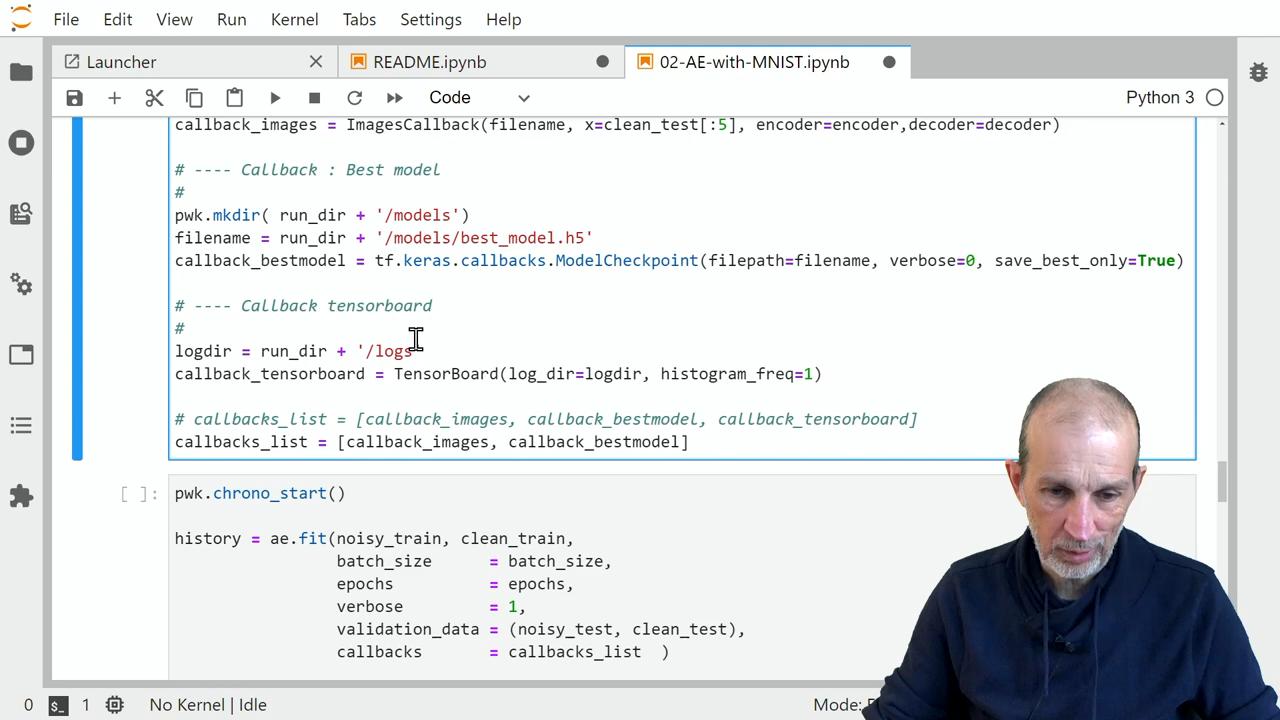 File Edit View Run Kernel Tabs Settings Help
Launcher README.ipynb 02-AE-with-MNIST.ipynb
Code Python 3
callback_images = ImagesCallback(filename, x=clean_test[:5], encoder=encoder,decoder=decoder)
# ---- Callback : Best model
#
pwk.mkdir( run_dir + '/models')
filename = run_dir + '/models/best_model.h5'
callback_bestmodel = tf.keras.callbacks.ModelCheckpoint(filepath=filename, verbose=0, save_best_only=True)
# ---- Callback tensorboard
#
logdir = run_dir + '/logs'
callback_tensorboard = TensorBoard(log_dir=logdir, histogram_freq=1)
# callbacks_list = [callback_images, callback_bestmodel, callback_tensorboard]
callbacks_list = [callback_images, callback_bestmodel]
[ ]: pwk.chrono_start()
history = ae.fit(noisy_train, clean_train,
batch_size = batch_size,
epochs = epochs,
verbose = 1,
validation_data = (noisy_test, clean_test),
callbacks = callbacks_list )
0 $_ 1 No Kernel | Idle Mode: